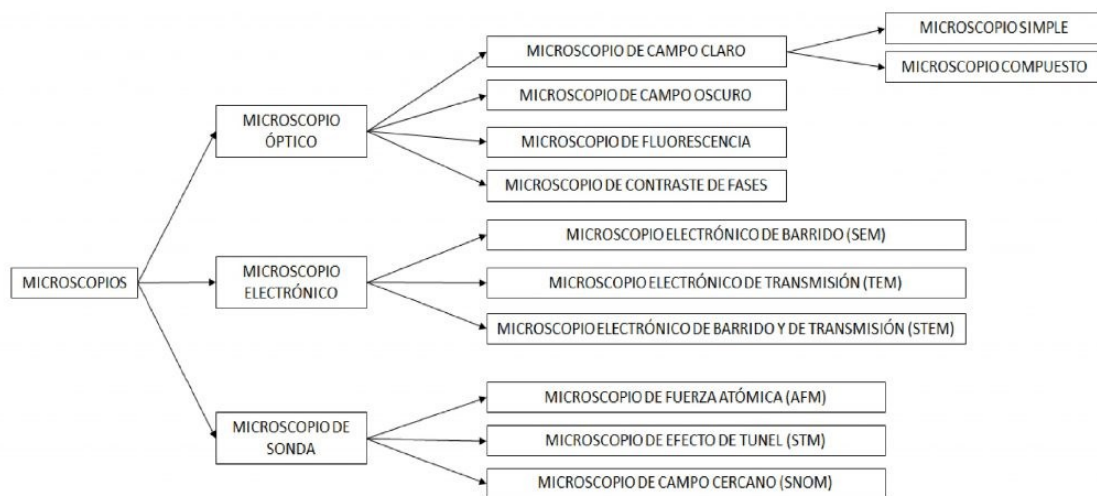 MICROSCOPIOS
MICROSCOPIO
ÓPTICO
MICROSCOPIO DE CAMPO CLARO
MICROSCOPIO SIMPLE
MICROSCOPIO COMPUESTO
MICROSCOPIO DE CAMPO OSCURO
MICROSCOPIO DE FLUORESCENCIA
MICROSCOPIO DE CONTRASTE DE FASES
MICROSCOPIO
ELECTRÓNICO
MICROSCOPIO ELECTRÓNICO DE BARRIDO (SEM)
MICROSCOPIO ELECTRÓNICO DE TRANSMISIÓN (TEM)
MICROSCOPIO ELECTRÓNICO DE BARRIDO Y DE TRANSMISIÓN (STEM)
MICROSCOPIO DE
SONDA
MICROSCOPIO DE FUERZA ATÓMICA (AFM)
MICROSCOPIO DE EFECTO DE TUNEL (STM)
MICROSCOPIO DE CAMPO CERCANO (SNOM)